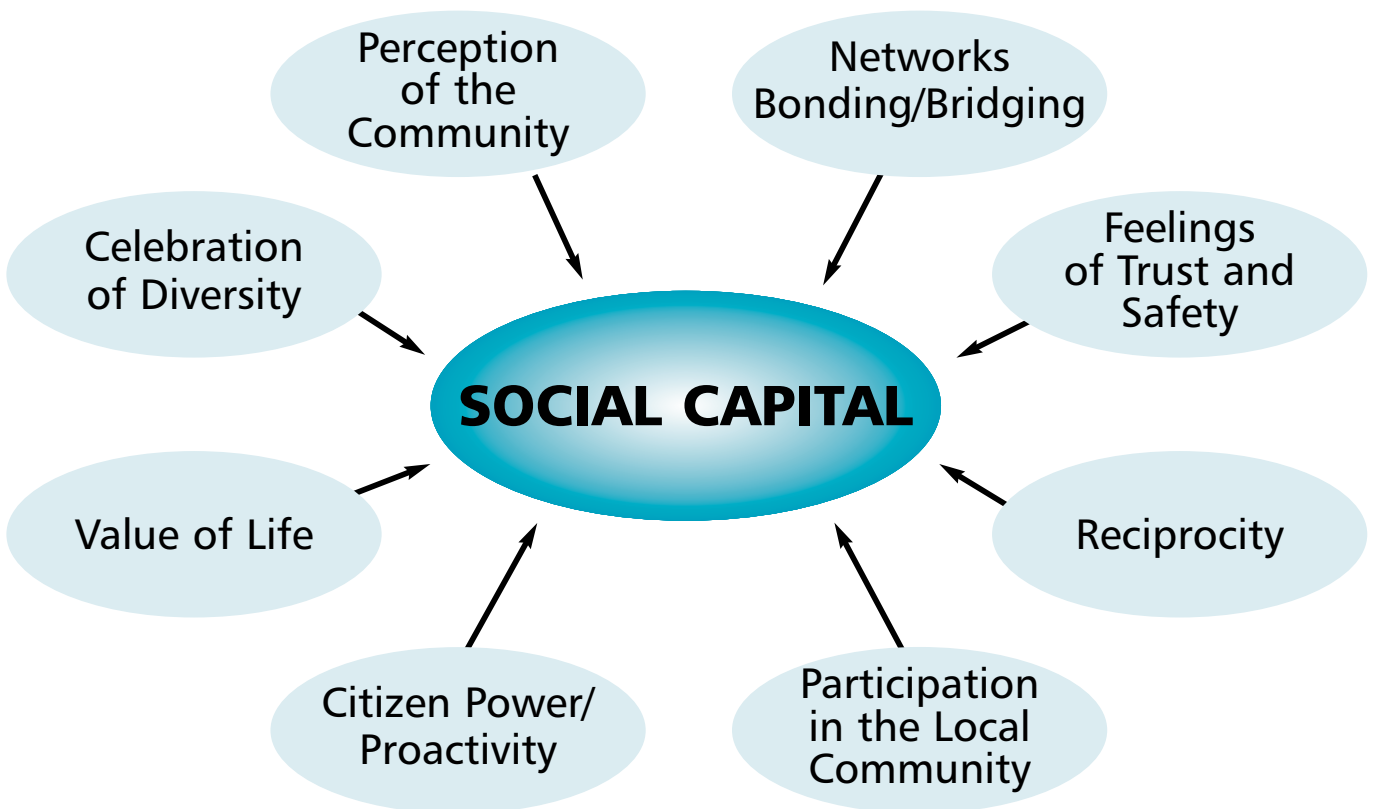 Perception
of the
Community
Networks
Bonding/Bridging
Celebration
of Diversity
Feelings
of Trust and
Safety
SOCIAL CAPITAL
Value of Life
Reciprocity
Citizen Power/
Proactivity
Participation
in the Local
Community